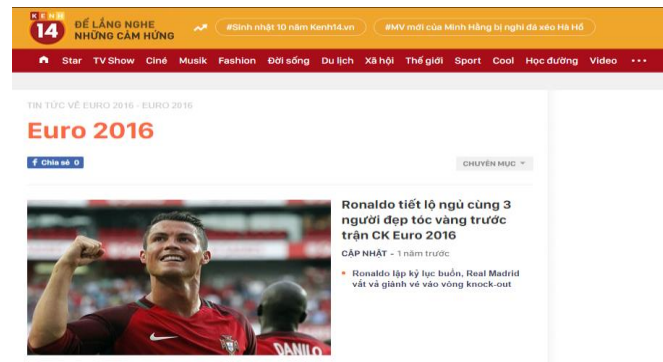 KENH
14
ĐỂ LẮNG NGHE
NHỮNG CẢM HỨNG
#Sinh nhật 10 năm Kenh14.vn
#MV mới của Minh Hằng bị nghi đá xéo Hà Hồ
Star TV Show Ciné Musik Fashion Đời sống Du lịch Xã hội Thế giới Sport Cool Học đường Video
TIN TỨC VỀ EURO 2016 - EURO 2016
Euro 2016
f Chia sẻ 0
CHUYÊN MỤC
Ronaldo tiết lộ ngủ cùng 3
người đẹp tóc vàng trước
trận CK Euro 2016
CẬP NHẬT - 1 năm trước
Ronaldo lập kỷ lục buồn, Real Madrid
vất vả giành vé vào vòng knock-out
DANILO